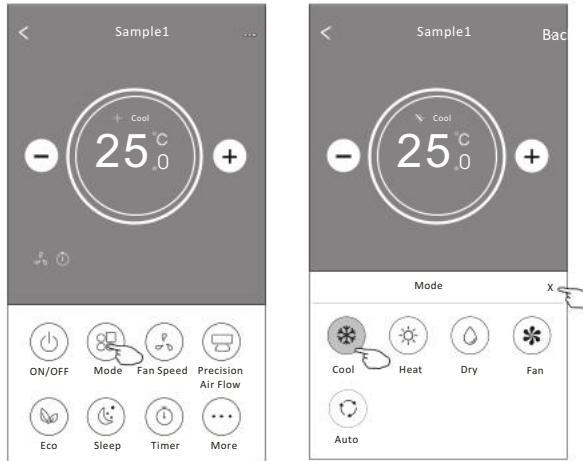 Sample1
...
Cool
25.0 °C
ON/OFF
Mode
Fan Speed
Precision
Air Flow
Eco
Sleep
Timer
More
Sample1
Bac
Cool
25.0 °C
Mode
X
Cool
Heat
Dry
Fan
Auto